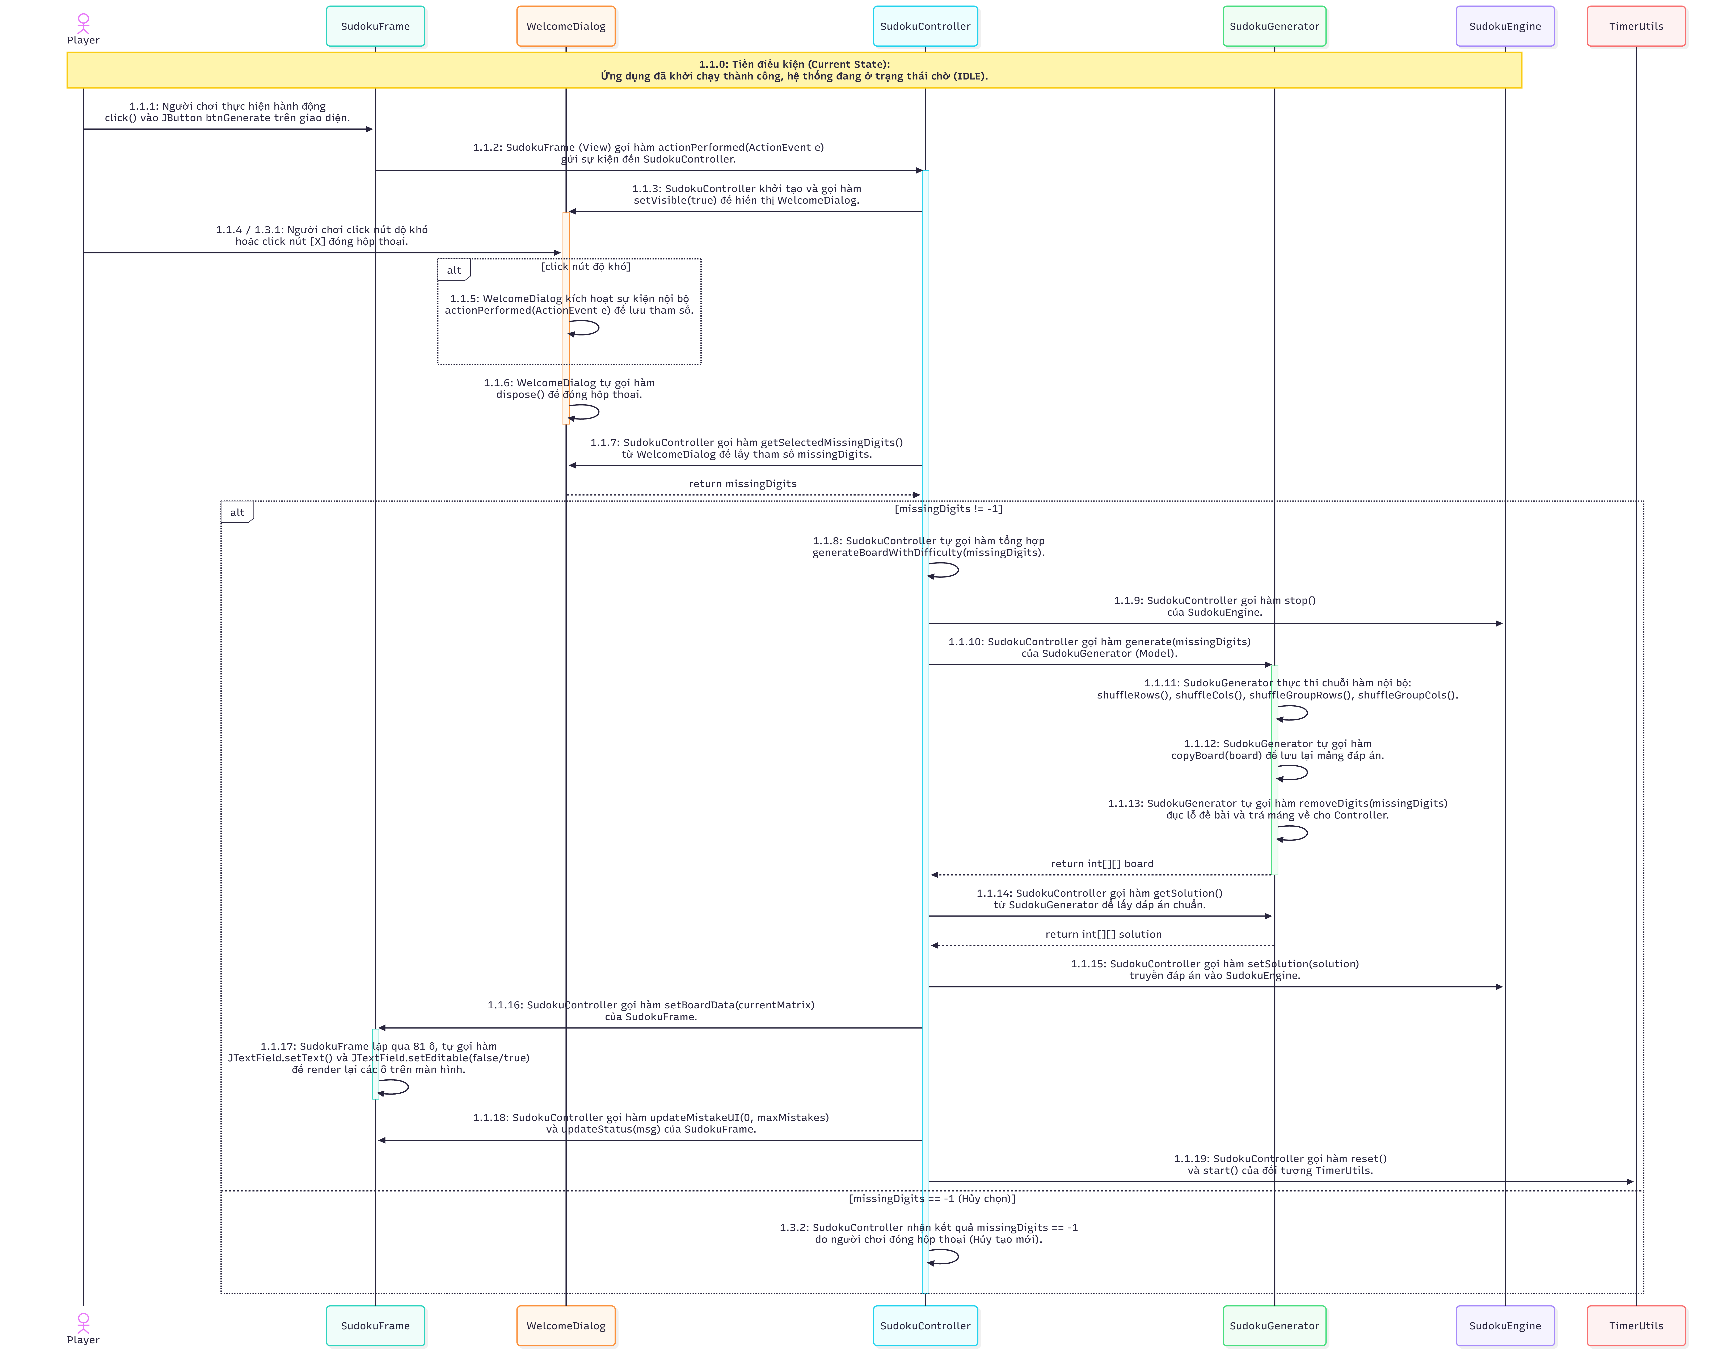 Player
SudokuFrame
WelcomeDialog
SudokuController
SudokuGenerator
SudokuEngine
TimerUtils
1.1.0: Tiền điều kiện (Current State):
Ứng dụng đã khởi chạy thành công, hệ thống đang ở trạng thái chờ (IDLE).
1.1.1: Người chơi thực hiện hành động
click() vào JButton btnGenerate trên giao diện.
1.1.2: SudokuFrame (View) gọi hàm actionPerformed(ActionEvent e)
gửi sự kiện đến SudokuController.
1.1.3: SudokuController khởi tạo và gọi hàm
setVisible(true) để hiển thị WelcomeDialog.
1.1.4 / 1.3.1: Người chơi click nút độ khó
hoặc click nút [X] đóng hộp thoại.
alt
[click nút độ khó]
1.1.5: WelcomeDialog kích hoạt sự kiện nội bộ
actionPerformed(ActionEvent e) để lưu tham số.
1.1.6: WelcomeDialog tự gọi hàm
dispose() để đóng hộp thoại.
1.1.7: SudokuController gọi hàm getSelectedMissingDigits()
từ WelcomeDialog để lấy tham số missingDigits.
return missingDigits
alt
[missingDigits != -1]
1.1.8: SudokuController tự gọi hàm tổng hợp
generateBoardWithDifficulty(missingDigits).
1.1.9: SudokuController gọi hàm stop()
của SudokuEngine.
1.1.10: SudokuController gọi hàm generate(missingDigits)
của SudokuGenerator (Model).
1.1.11: SudokuGenerator thực thi chuỗi hàm nội bộ:
shuffleRows(), shuffleCols(), shuffleGroupRows(), shuffleGroupCols().
1.1.12: SudokuGenerator tự gọi hàm
copyBoard(board) để lưu lại mảng đáp án.
1.1.13: SudokuGenerator tự gọi hàm removeDigits(missingDigits)
đục lỗ đề bài và trả mảng về cho Controller.
return int[][] board
1.1.14: SudokuController gọi hàm getSolution()
từ SudokuGenerator để lấy đáp án chuẩn.
return int[][] solution
1.1.15: SudokuController gọi hàm setSolution(solution)
truyền đáp án vào SudokuEngine.
1.1.16: SudokuController gọi hàm setBoardData(currentMatrix)
của SudokuFrame.
1.1.17: SudokuFrame lặp qua 81 ô, tự gọi hàm
JTextField.setText() và JTextField.setEditable(false/true)
để render lại các ô trên màn hình.
1.1.18: SudokuController gọi hàm updateMistakeUI(0, maxMistakes)
và updateStatus(msg) của SudokuFrame.
1.1.19: SudokuController gọi hàm reset()
và start() của đối tượng TimerUtils.
[missingDigits == -1 (Hủy chọn)]
1.3.2: SudokuController nhận kết quả missingDigits == -1
do người chơi đóng hộp thoại (Hủy tạo mới).
Player
SudokuFrame
WelcomeDialog
SudokuController
SudokuGenerator
SudokuEngine
TimerUtils